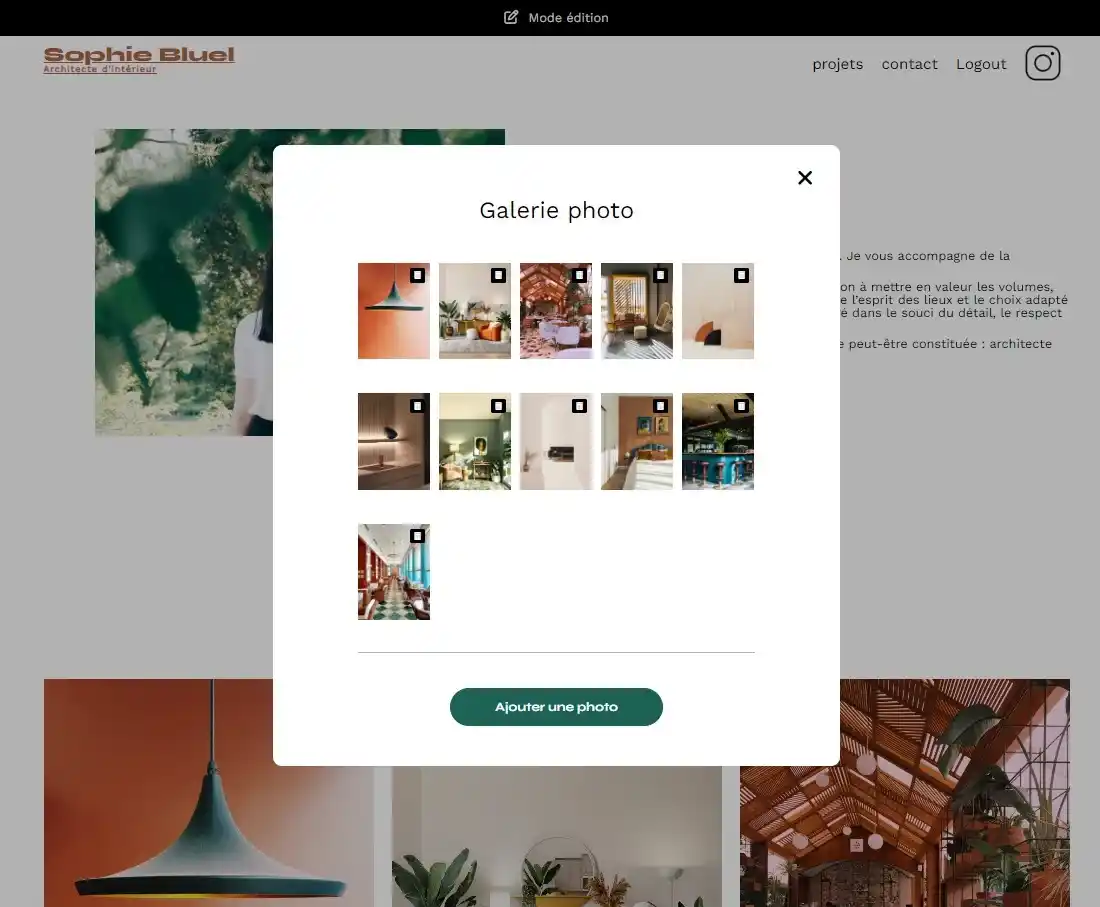 Mode édition
Sophie Bluel
Architecte d'intérieur
projets
contact
Logout
Galerie photo
. Je vous accompagne de la
on à mettre en valeur les volumes,
e l'esprit des lieux et le choix adapté
é dans le souci du détail, le respect
e peut-être constituée : architecte
Ajouter une photo